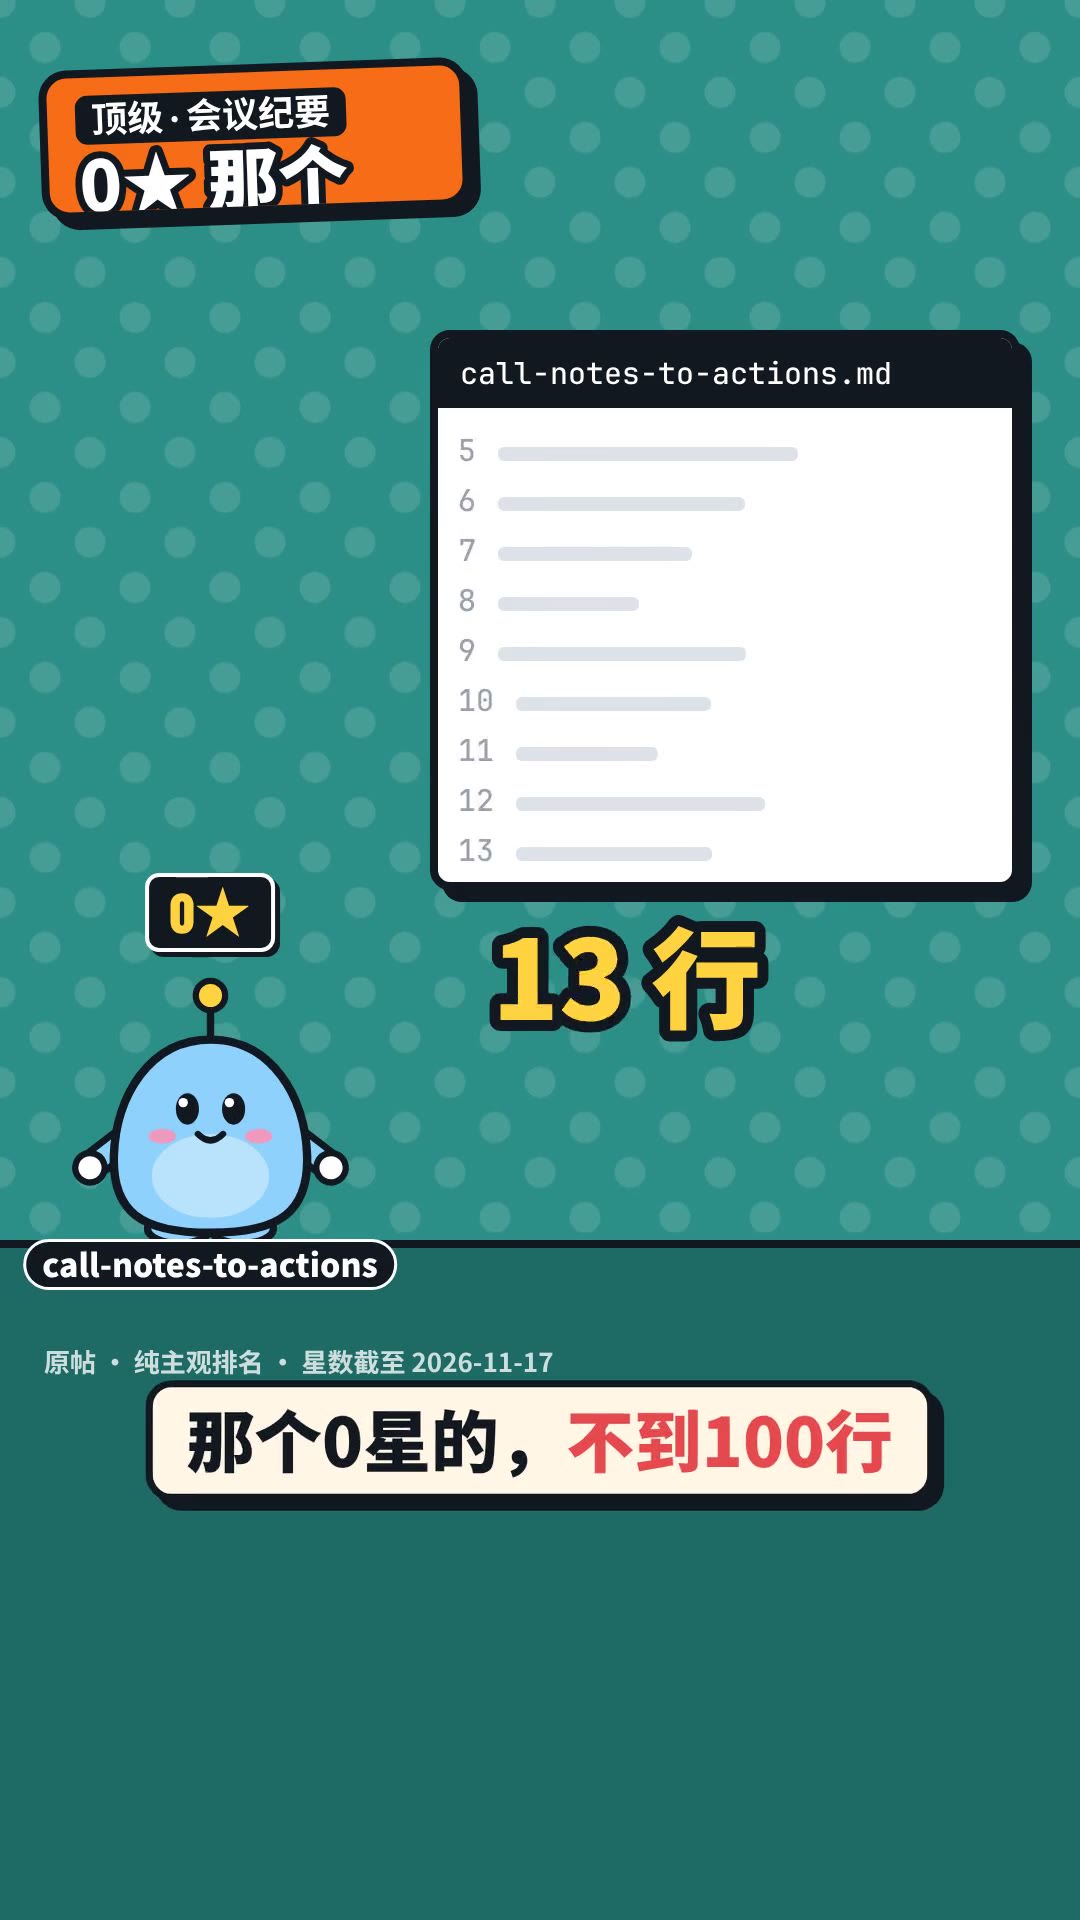 顶级·会议纪要
0★ 那个
call-notes-to-actions.md
5
6
7
8
9
10
11
12
13
0★
13 行
call-notes-to-actions
原帖 · 纯主观排名 · 星数截至 2026-11-17
那个0星的，不到100行